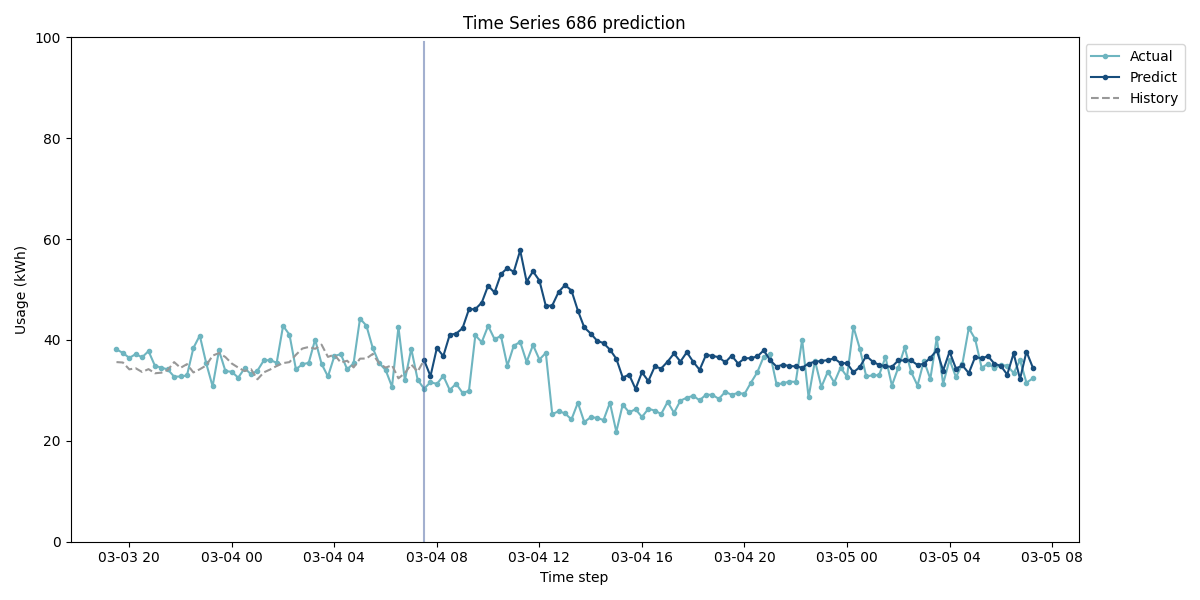 Time Series 686 prediction
Usage (kWh)
100
80
60
40
20
0
03-03 20
03-04 00
03-04 04
03-04 08
03-04 12
03-04 16
03-04 20
03-05 00
03-05 04
03-05 08
Time step
Actual
Predict
History